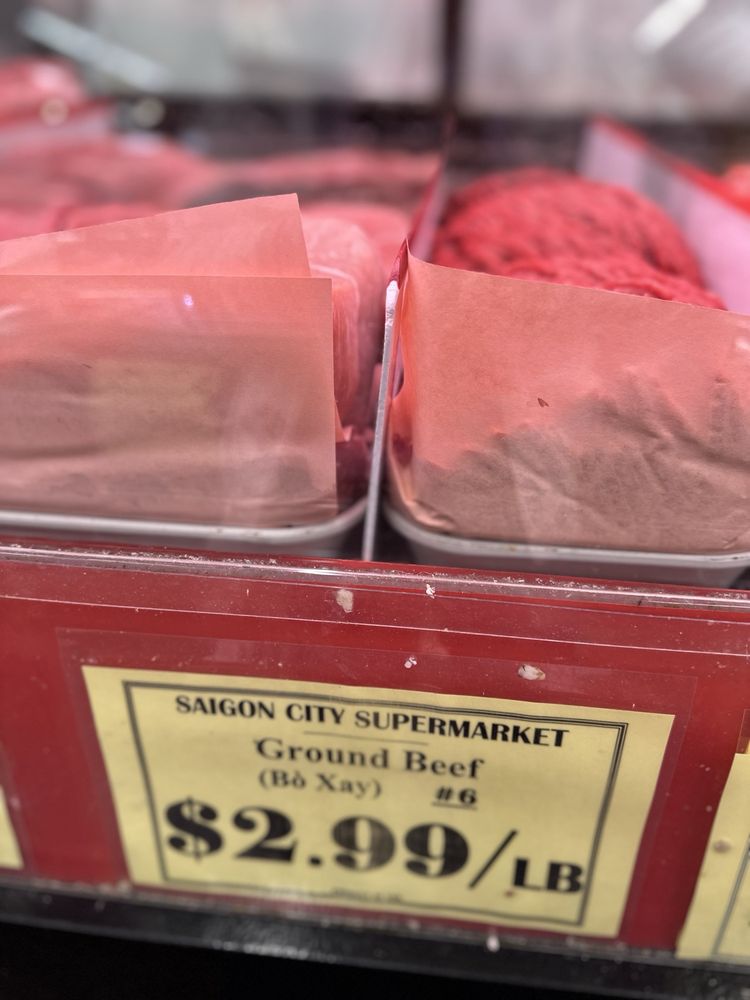 SAIGON CITY SUPERMARKET
Ground Beef
(Bò Xay) #6
$2.99/LB